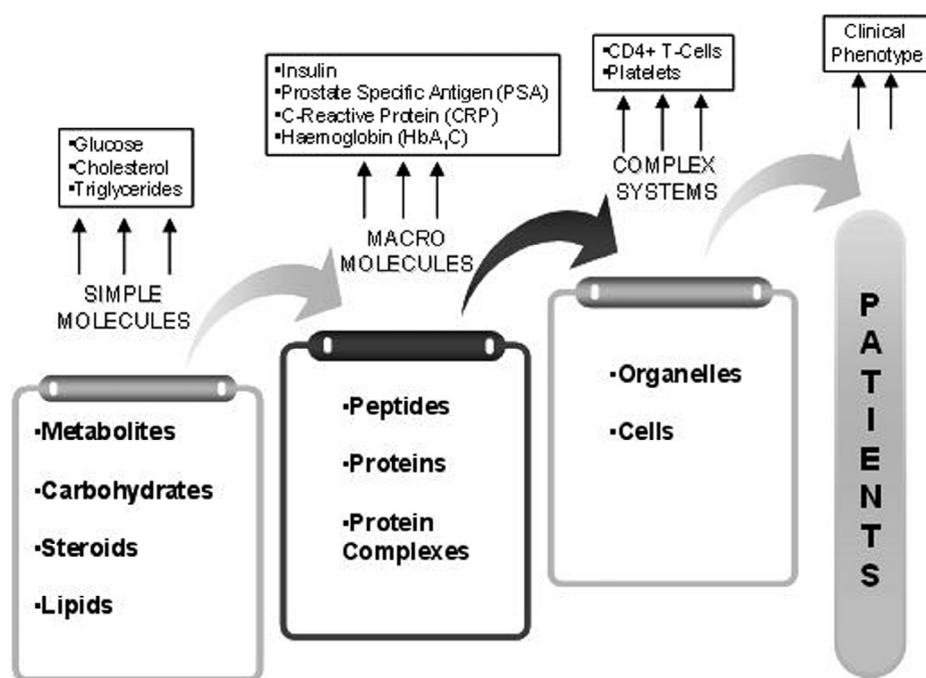 ▪Glucose
▪Cholesterol
▪Triglycerides
SIMPLE
MOLECULES
▪Metabolites
▪Carbohydrates
▪Steroids
▪Lipids
▪Insulin
▪Prostate Specific Antigen (PSA)
▪C-Reactive Protein (CRP)
▪Haemoglobin (HbA₁C)
MACRO
MOLECULES
▪Peptides
▪Proteins
▪Protein
Complexes
▪CD4+ T-Cells
▪Platelets
COMPLEX
SYSTEMS
▪Organelles
▪Cells
Clinical
Phenotype
PATIENTS